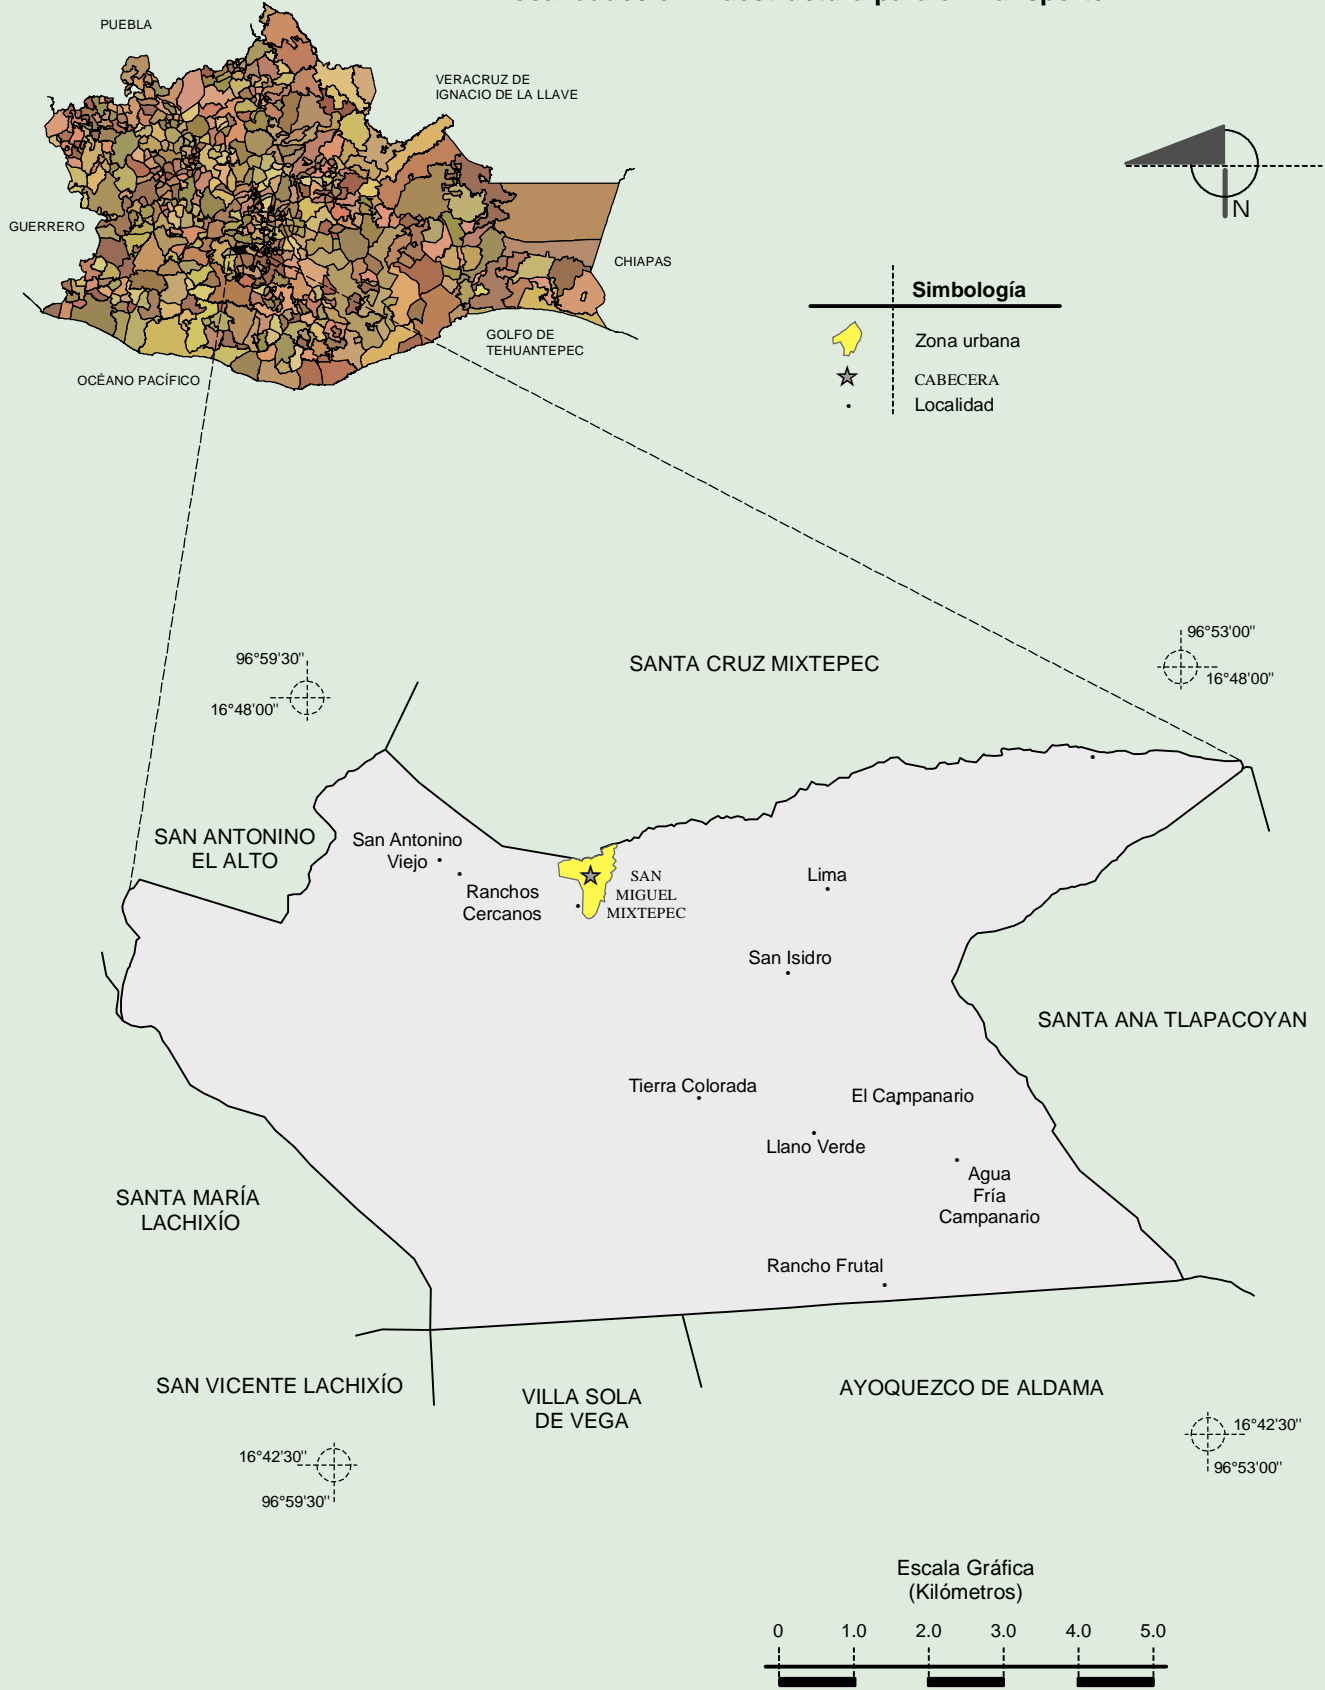 PUEBLA
VERACRUZ DE
IGNACIO DE LA LLAVE
GUERRERO
CHIAPAS
GOLFO DE
TEHUANTEPEC
OCÉANO PACÍFICO
N
Simbología
Zona urbana
CABECERA
Localidad
96°59'30"
16°48'00"
SANTA CRUZ MIXTEPEC
96°53'00"
16°48'00"
SAN ANTONINO
EL ALTO
San Antonino
Viejo
Ranchos
Cercanos
SAN
MIGUEL
MIXTEPEC
Lima
San Isidro
SANTA ANA TLAPACOYAN
Tierra Colorada
El Campanario
Llano Verde
Agua
Fría
Campanario
SANTA MARÍA
LACHIXÍO
Rancho Frutal
SAN VICENTE LACHIXÍO
VILLA SOLA
DE VEGA
AYOQUEZCO DE ALDAMA
16°42'30"
96°59'30"
16°42'30"
96°53'00"
Escala Gráfica
(Kilómetros)
0 1.0 2.0 3.0 4.0 5.0